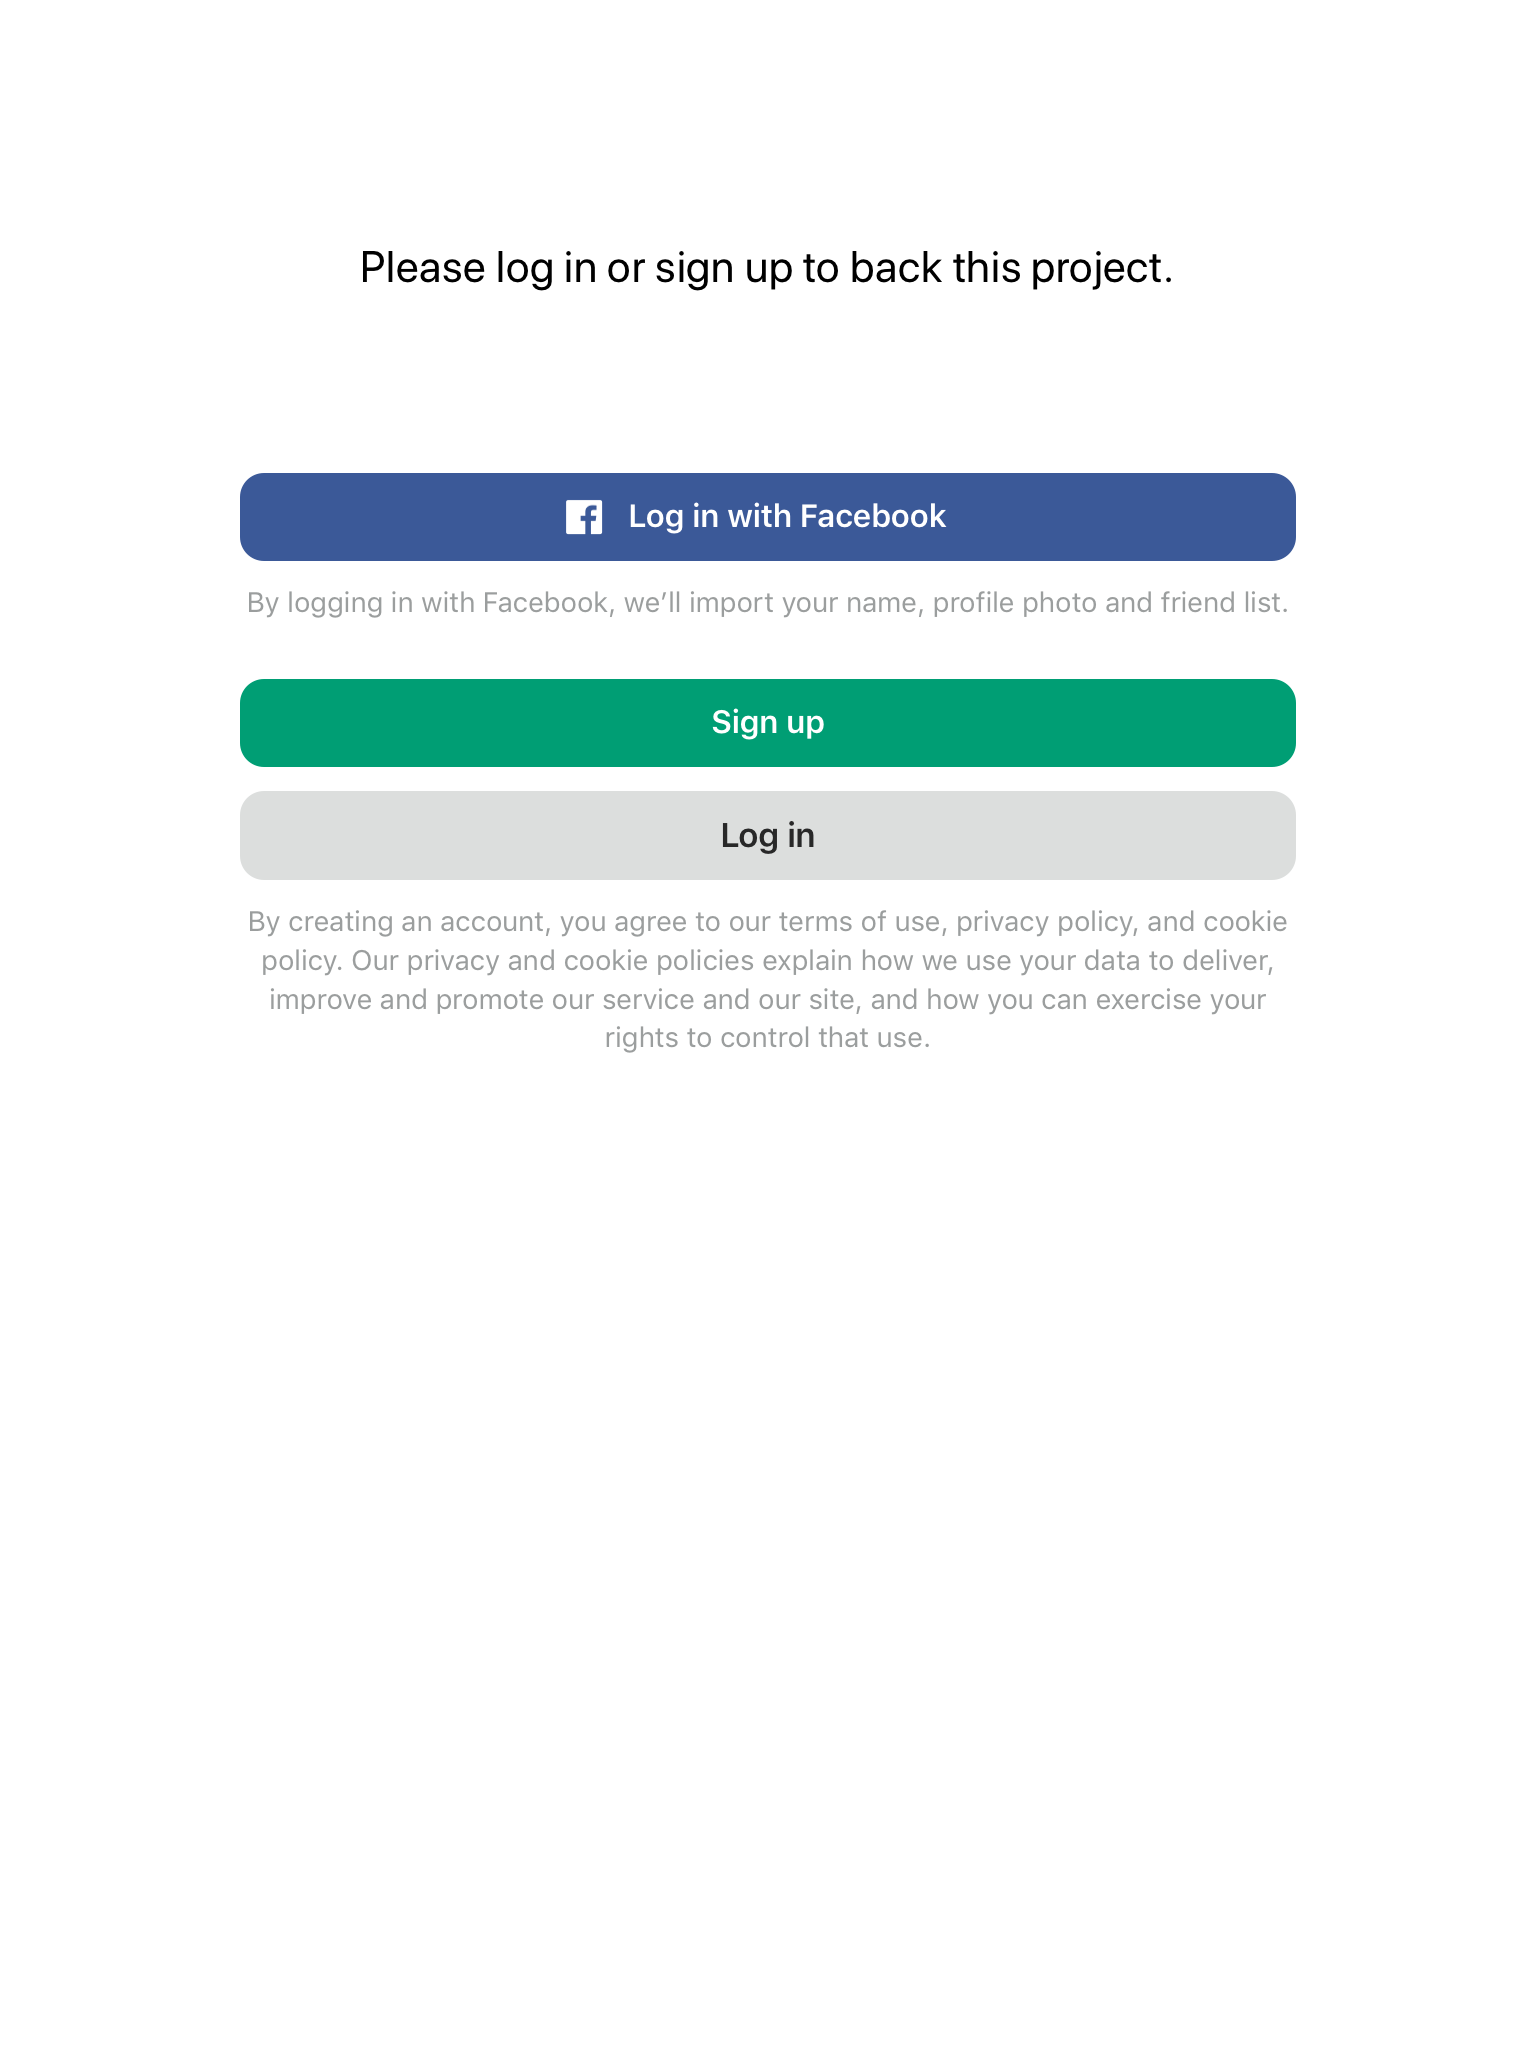 Please log in or sign up to back this project.
Log in with Facebook
By logging in with Facebook, we’ll import your name, profile photo and friend list.
Sign up
Log in
By creating an account, you agree to our terms of use, privacy policy, and cookie
policy. Our privacy and cookie policies explain how we use your data to deliver,
improve and promote our service and our site, and how you can exercise your
rights to control that use.